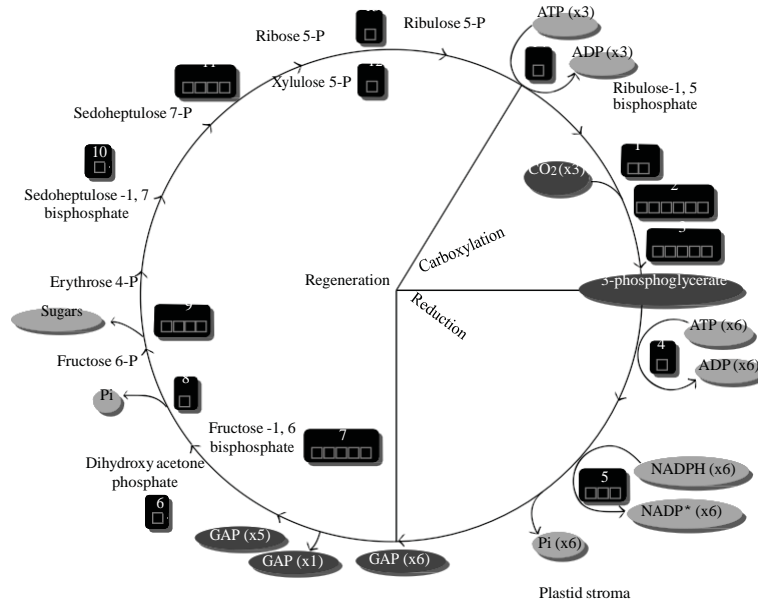 ATP (x3)
Ribose 5-P
Ribulose 5-P
ADP (x3)
11
12
Xylulose 5-P
Ribulose-1, 5
bisphosphate
Sedoheptulose 7-P
10
1
CO2 (x3)
2
Sedoheptulose -1, 7
bisphosphate
3
Carboxylation
Erythrose 4-P
Regeneration
3-phosphoglycerate
Reduction
Sugars
9
ATP (x6)
4
Fructose 6-P
ADP (x6)
8
Pi
Fructose -1, 6
bisphosphate
7
Dihydroxy acetone
phosphate
NADPH (x6)
5
6
NADP* (x6)
GAP (x5)
GAP (x1)
GAP (x6)
Pi (x6)
Plastid stroma